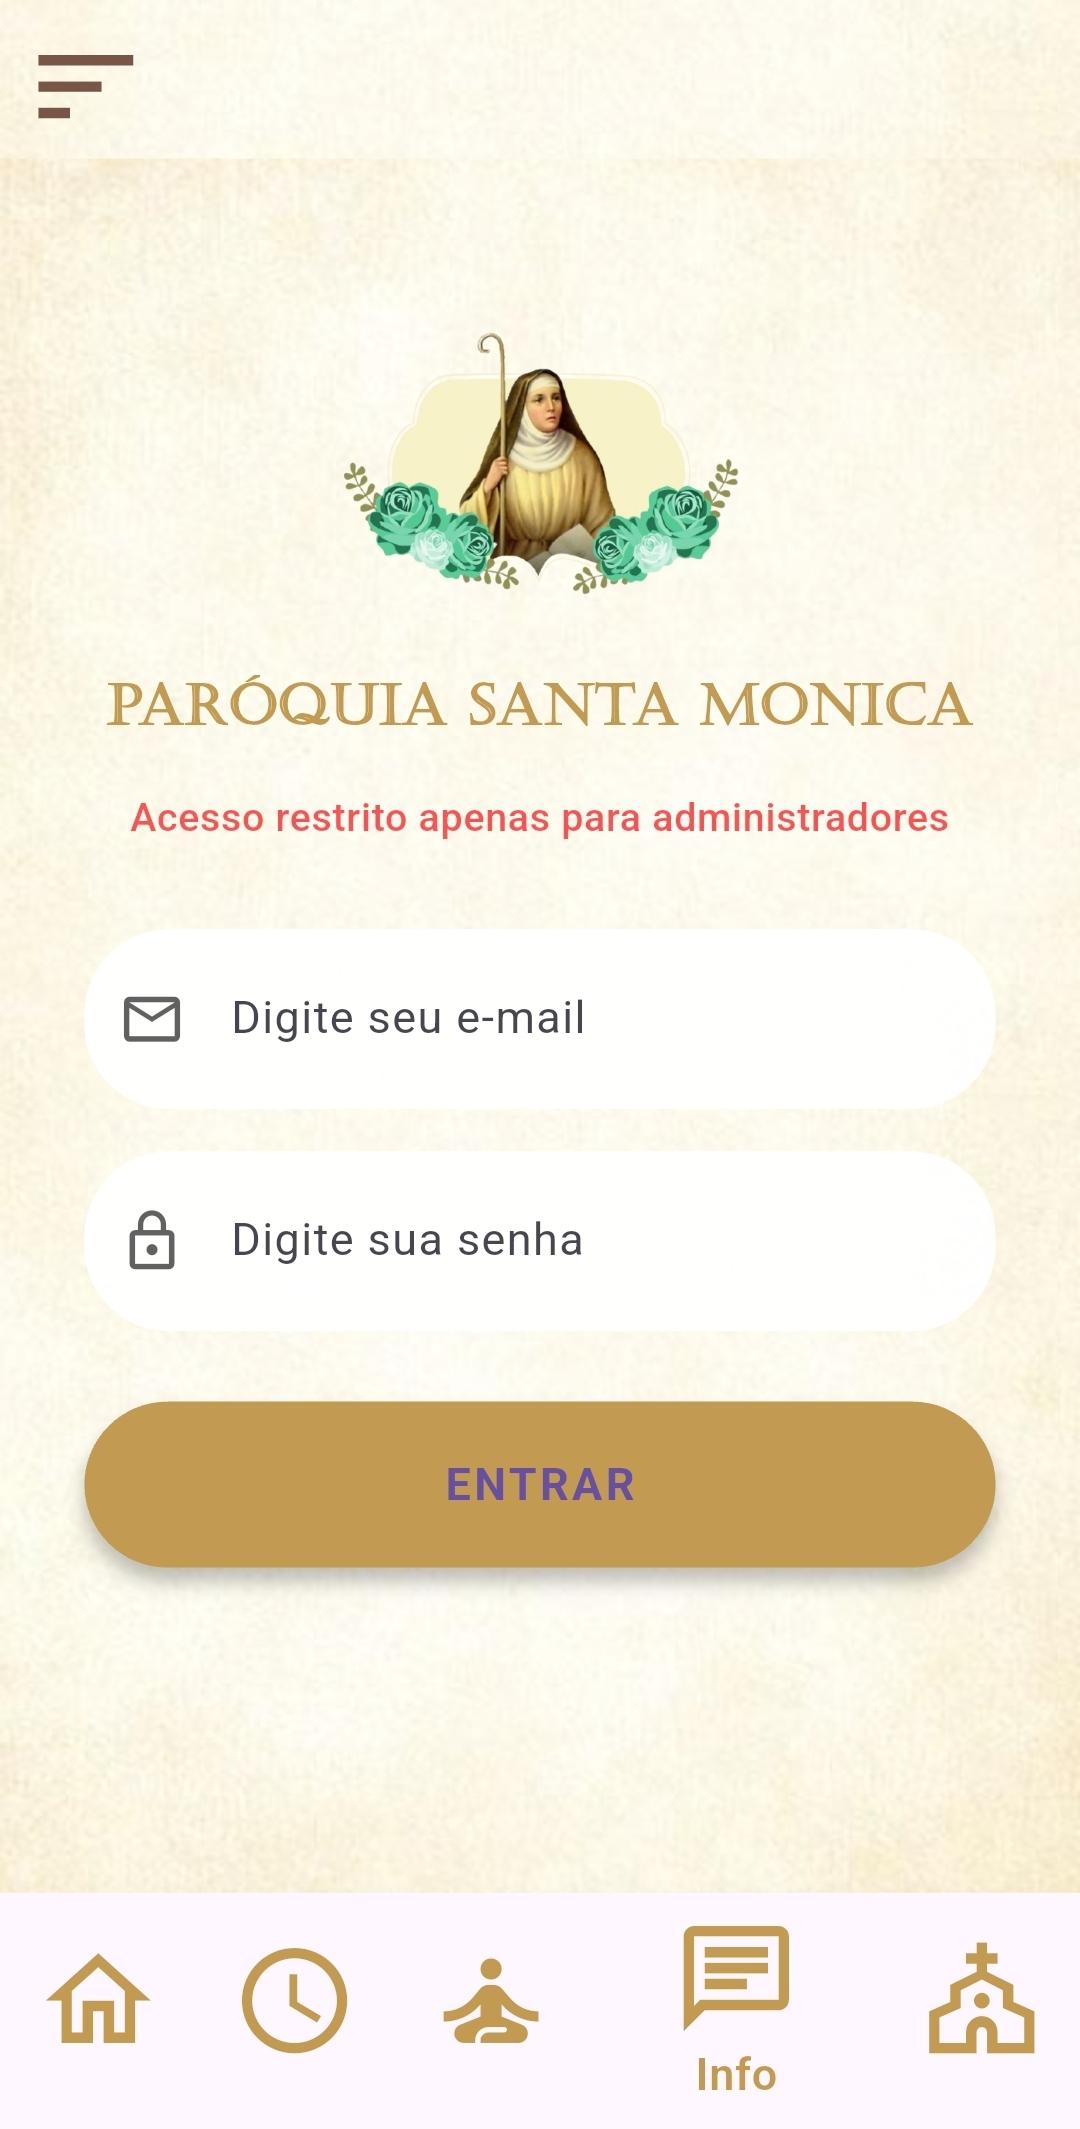 PARÓQUIA SANTA MONICA
Acesso restrito apenas para administradores
Digite seu e-mail
Digite sua senha
ENTRAR
Info